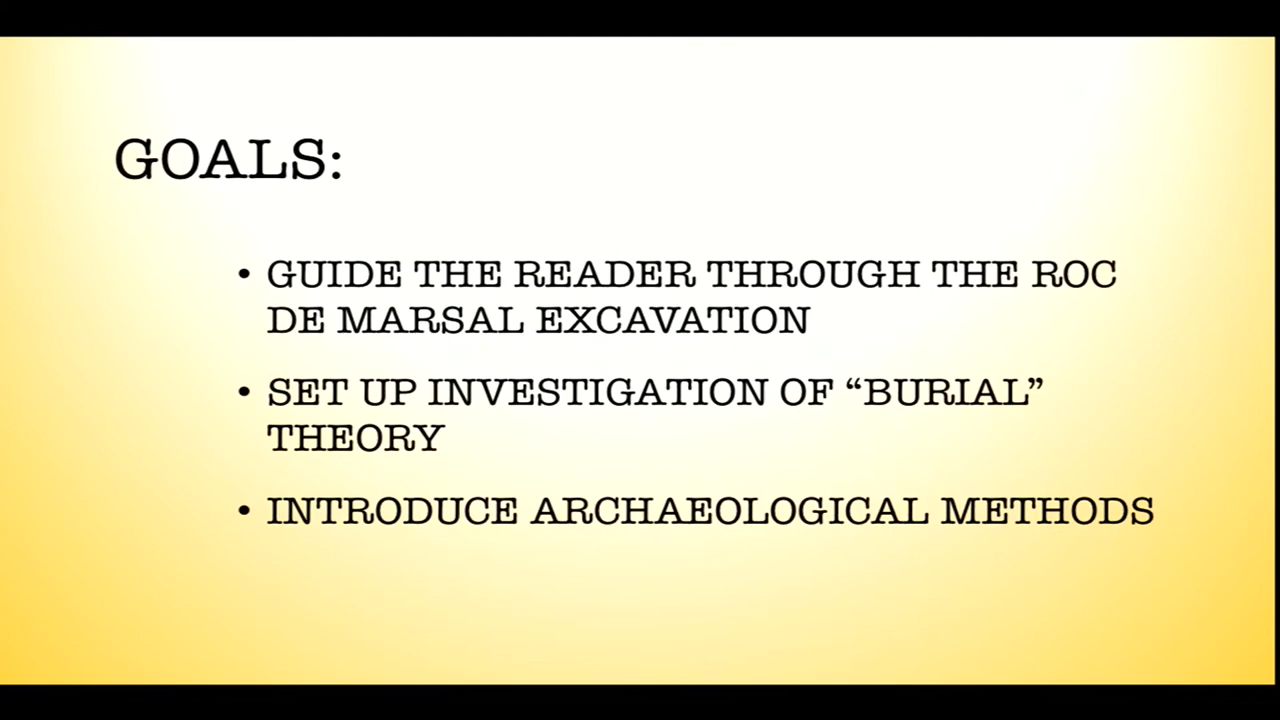 GOALS:
• GUIDE THE READER THROUGH THE ROC
DE MARSAL EXCAVATION
• SET UP INVESTIGATION OF “BURIAL”
THEORY
• INTRODUCE ARCHAEOLOGICAL METHODS